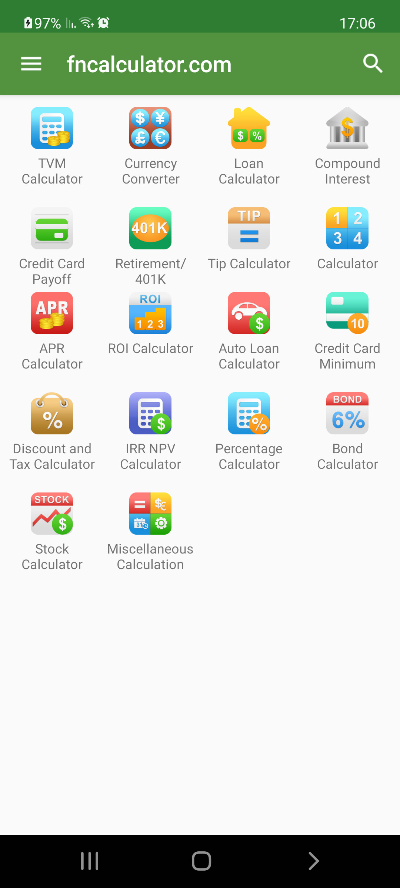 97%
17:06
fncalculator.com
TVM
Calculator
Currency
Converter
Loan
Calculator
Compound
Interest
401K
TIP
1 2
3 4
Credit Card
Payoff
Retirement/
401K
Tip Calculator
Calculator
APR
ROI
1 2 3
10
APR
Calculator
ROI Calculator
Auto Loan
Calculator
Credit Card
Minimum
BOND
6%
Discount and
Tax Calculator
IRR NPV
Calculator
Percentage
Calculator
Bond
Calculator
STOCK
Stock
Calculator
Miscellaneous
Calculation